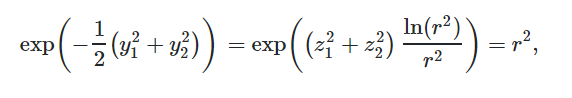 exp(−1/2(y₁² + y₂²)) = exp((z₁² + z₂²) ln(r²)/r²) = r²,